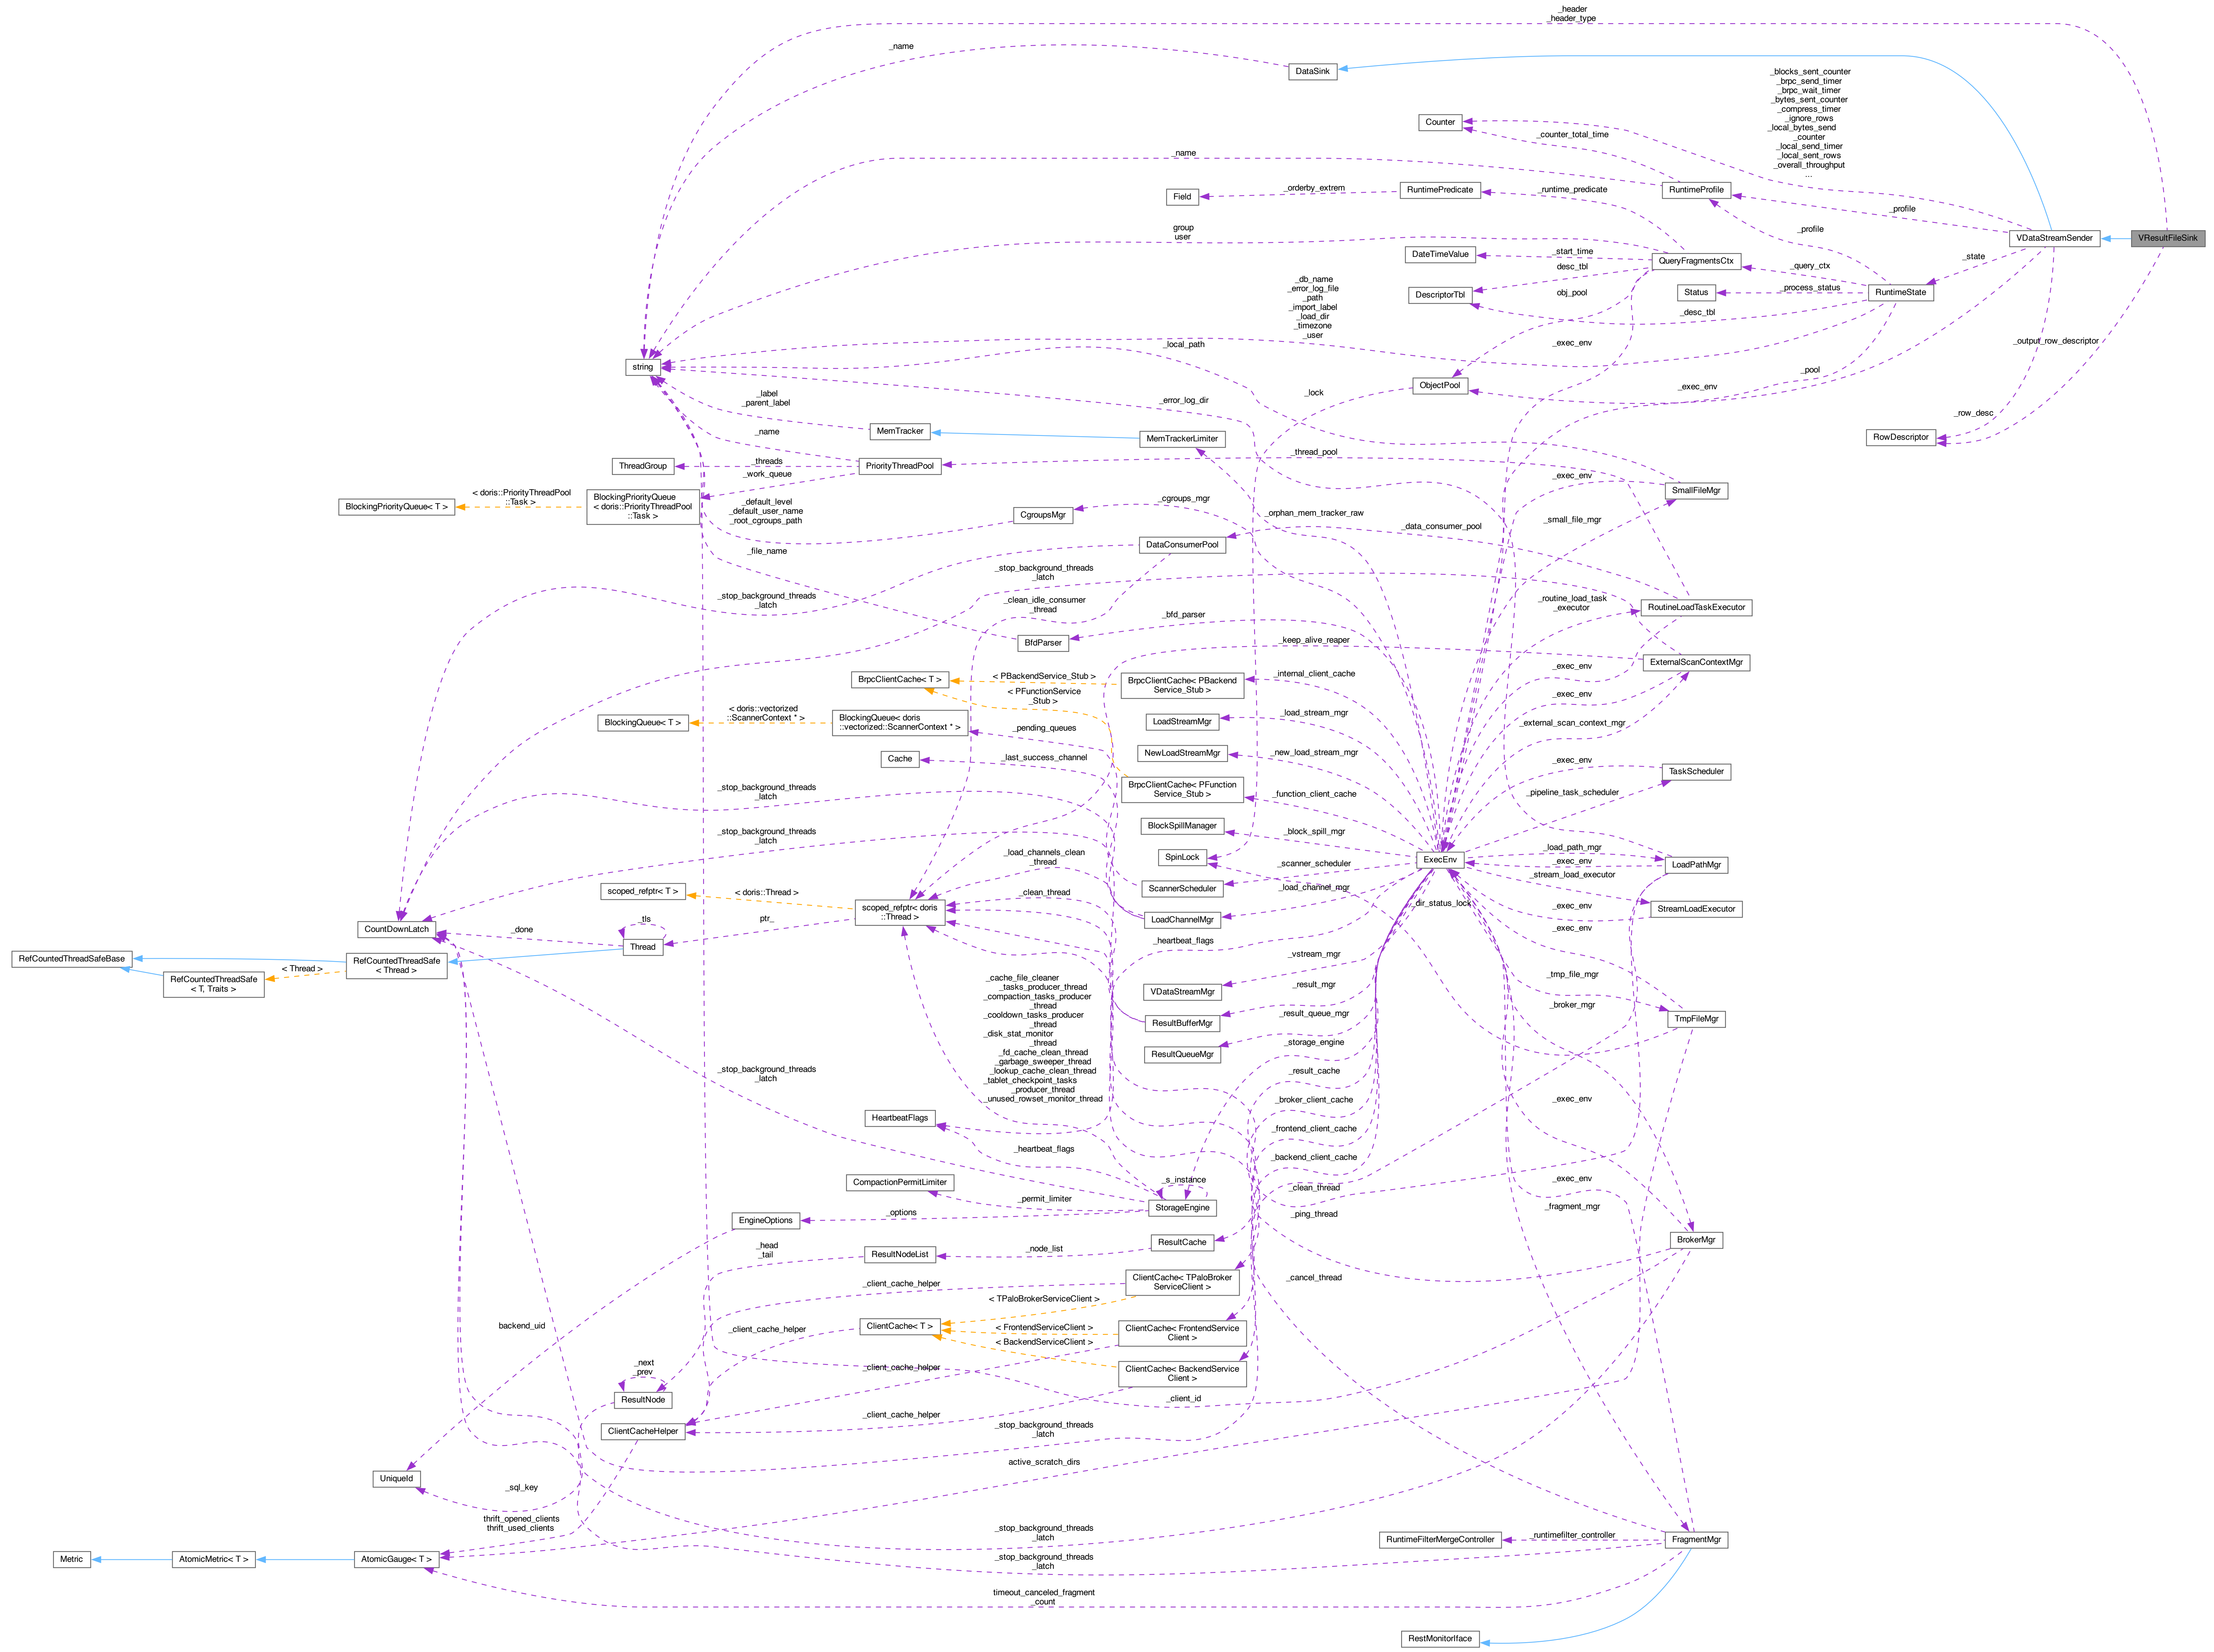 _header
_header_type
_name
DataSink
_blocks_sent_counter
_brpc_send_timer
_brpc_wait_timer
_bytes_sent_counter
_compress_timer
_ignore_rows
_local_bytes_send
_counter
_local_send_timer
_local_sent_rows
_overall_throughput
...
Counter
_counter_total_time
_name
Field
_orderby_extrem
RuntimePredicate
_runtime_predicate
RuntimeProfile
_profile
_profile
VDataStreamSender
VResultFileSink
group
user
DateTimeValue
_start_time
QueryFragmentsCtx
_query_ctx
_state
desc_tbl
DescriptorTbl
obj_pool
Status
_process_status
RuntimeState
_desc_tbl
_db_name
_error_log_file
_path
_import_label
_load_dir
_timezone
_user
_local_path
_exec_env
_output_row_descriptor
string
ObjectPool
_exec_env
_pool
_lock
_label
_parent_label
_error_log_dir
_row_desc
_name
MemTracker
MemTrackerLimiter
RowDescriptor
ThreadGroup
_threads
PriorityThreadPool
_thread_pool
_work_queue
_exec_env
SmallFileMgr
BlockingPriorityQueue< T >
< doris::PriorityThreadPool
::Task >
BlockingPriorityQueue
< doris::PriorityThreadPool
::Task >
_default_level
_default_user_name
_root_cgroups_path
_cgroups_mgr
CgroupsMgr
_orphan_mem_tracker_raw
_data_consumer_pool
_small_file_mgr
_file_name
DataConsumerPool
_stop_background_threads
_latch
_stop_background_threads
_latch
_clean_idle_consumer
_thread
_routine_load_task
_executor
RoutineLoadTaskExecutor
_bfd_parser
BfdParser
_keep_alive_reaper
_exec_env
ExternalScanContextMgr
BrpcClientCache< T >
< PBackendService_Stub >
BrpcClientCache< PBackend
Service_Stub >
_internal_client_cache
_exec_env
< PFunctionService
_Stub >
BlockingQueue< T >
< doris::vectorized
::ScannerContext * >
BlockingQueue< doris
::vectorized::ScannerContext * >
_pending_queues
LoadStreamMgr
_load_stream_mgr
_external_scan_context_mgr
Cache
_last_success_channel
NewLoadStreamMgr
_new_load_stream_mgr
_exec_env
TaskScheduler
_stop_background_threads
_latch
BrpcClientCache< PFunction
Service_Stub >
_function_client_cache
_pipeline_task_scheduler
BlockSpillManager
_block_spill_mgr
_stop_background_threads
_latch
SpinLock
_load_channels_clean
_thread
_scanner_scheduler
ExecEnv
_load_path_mgr
_exec_env
LoadPathMgr
_stream_load_executor
scoped_refptr< T >
< doris::Thread >
_clean_thread
ScannerScheduler
_load_channel_mgr
_dir_status_lock
_exec_env
StreamLoadExecutor
scoped_refptr< doris
::Thread >
LoadChannelMgr
_tls
ptr_
CountDownLatch
_done
Thread
_heartbeat_flags
_exec_env
RefCountedThreadSafeBase
RefCountedThreadSafe
< Thread >
< Thread >
RefCountedThreadSafe
< T, Traits >
_vstream_mgr
_tmp_file_mgr
_cache_file_cleaner
_tasks_producer_thread
_compaction_tasks_producer
_thread
_cooldown_tasks_producer
_thread
_disk_stat_monitor
_thread
_fd_cache_clean_thread
_garbage_sweeper_thread
_lookup_cache_clean_thread
_tablet_checkpoint_tasks
_producer_thread
_unused_rowset_monitor_thread
VDataStreamMgr
_result_mgr
_broker_mgr
ResultBufferMgr
_result_queue_mgr
TmpFileMgr
ResultQueueMgr
_storage_engine
_stop_background_threads
_latch
_result_cache
HeartbeatFlags
_broker_client_cache
_exec_env
_heartbeat_flags
_frontend_client_cache
_backend_client_cache
CompactionPermitLimiter
_s_instance
_clean_thread
_exec_env
_permit_limiter
StorageEngine
_fragment_mgr
EngineOptions
_options
_ping_thread
_head
_tail
ResultNodeList
_node_list
ResultCache
BrokerMgr
_client_cache_helper
ClientCache< TPaloBroker
ServiceClient >
_cancel_thread
< TPaloBrokerServiceClient >
backend_uid
_client_cache_helper
ClientCache< T >
< FrontendServiceClient >
ClientCache< FrontendService
Client >
< BackendServiceClient >
_next
_prev
_client_cache_helper
ClientCache< BackendService
Client >
ResultNode
_client_id
_client_cache_helper
ClientCacheHelper
_stop_background_threads
_latch
active_scratch_dirs
UniqueId
_sql_key
thrift_opened_clients
thrift_used_clients
_stop_background_threads
_latch
RuntimeFilterMergeController
_runtimefilter_controller
FragmentMgr
Metric
AtomicMetric< T >
AtomicGauge< T >
_stop_background_threads
_latch
timeout_canceled_fragment
_count
RestMonitorIface